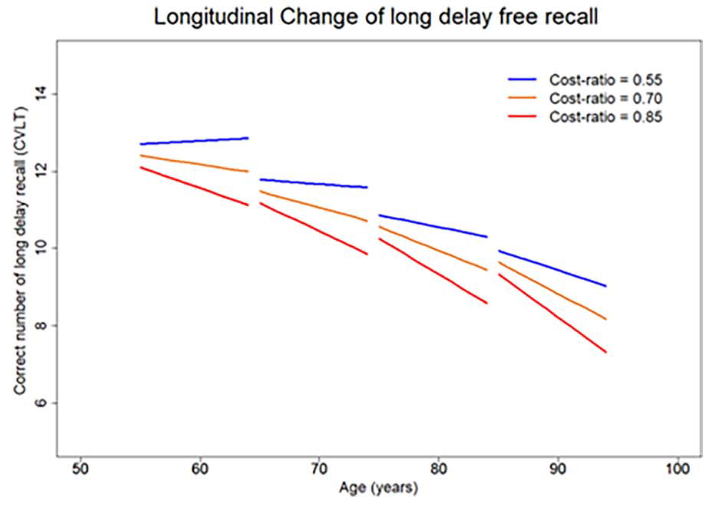 Longitudinal Change of long delay free recall
Cost-ratio = 0.55
Cost-ratio = 0.70
Cost-ratio = 0.85
Correct number of long delay recall (CVLT)
14
12
10
8
6
50 60 70 80 90 100
Age (years)